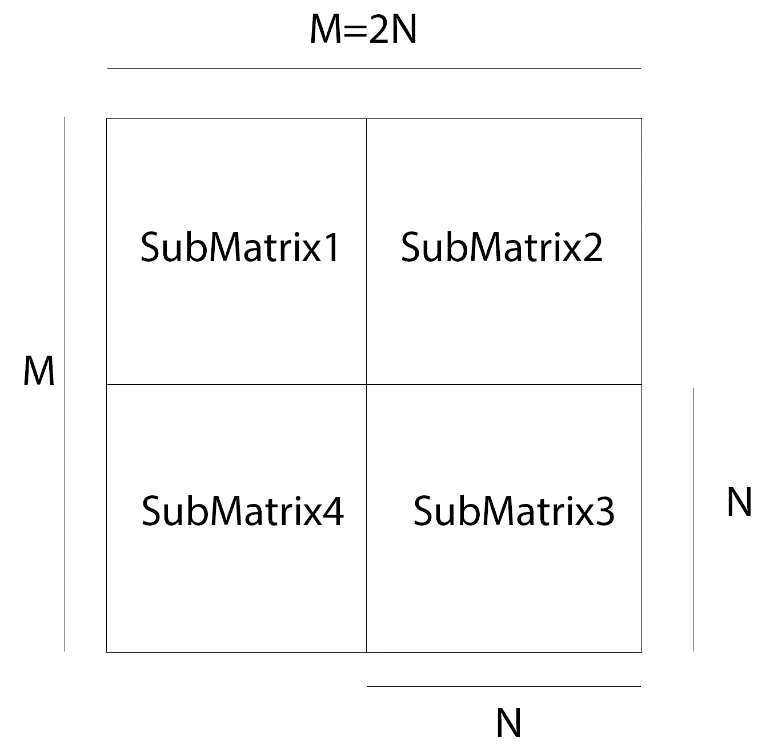 M=2N
SubMatrix1
SubMatrix2
M
SubMatrix4
SubMatrix3
N
N